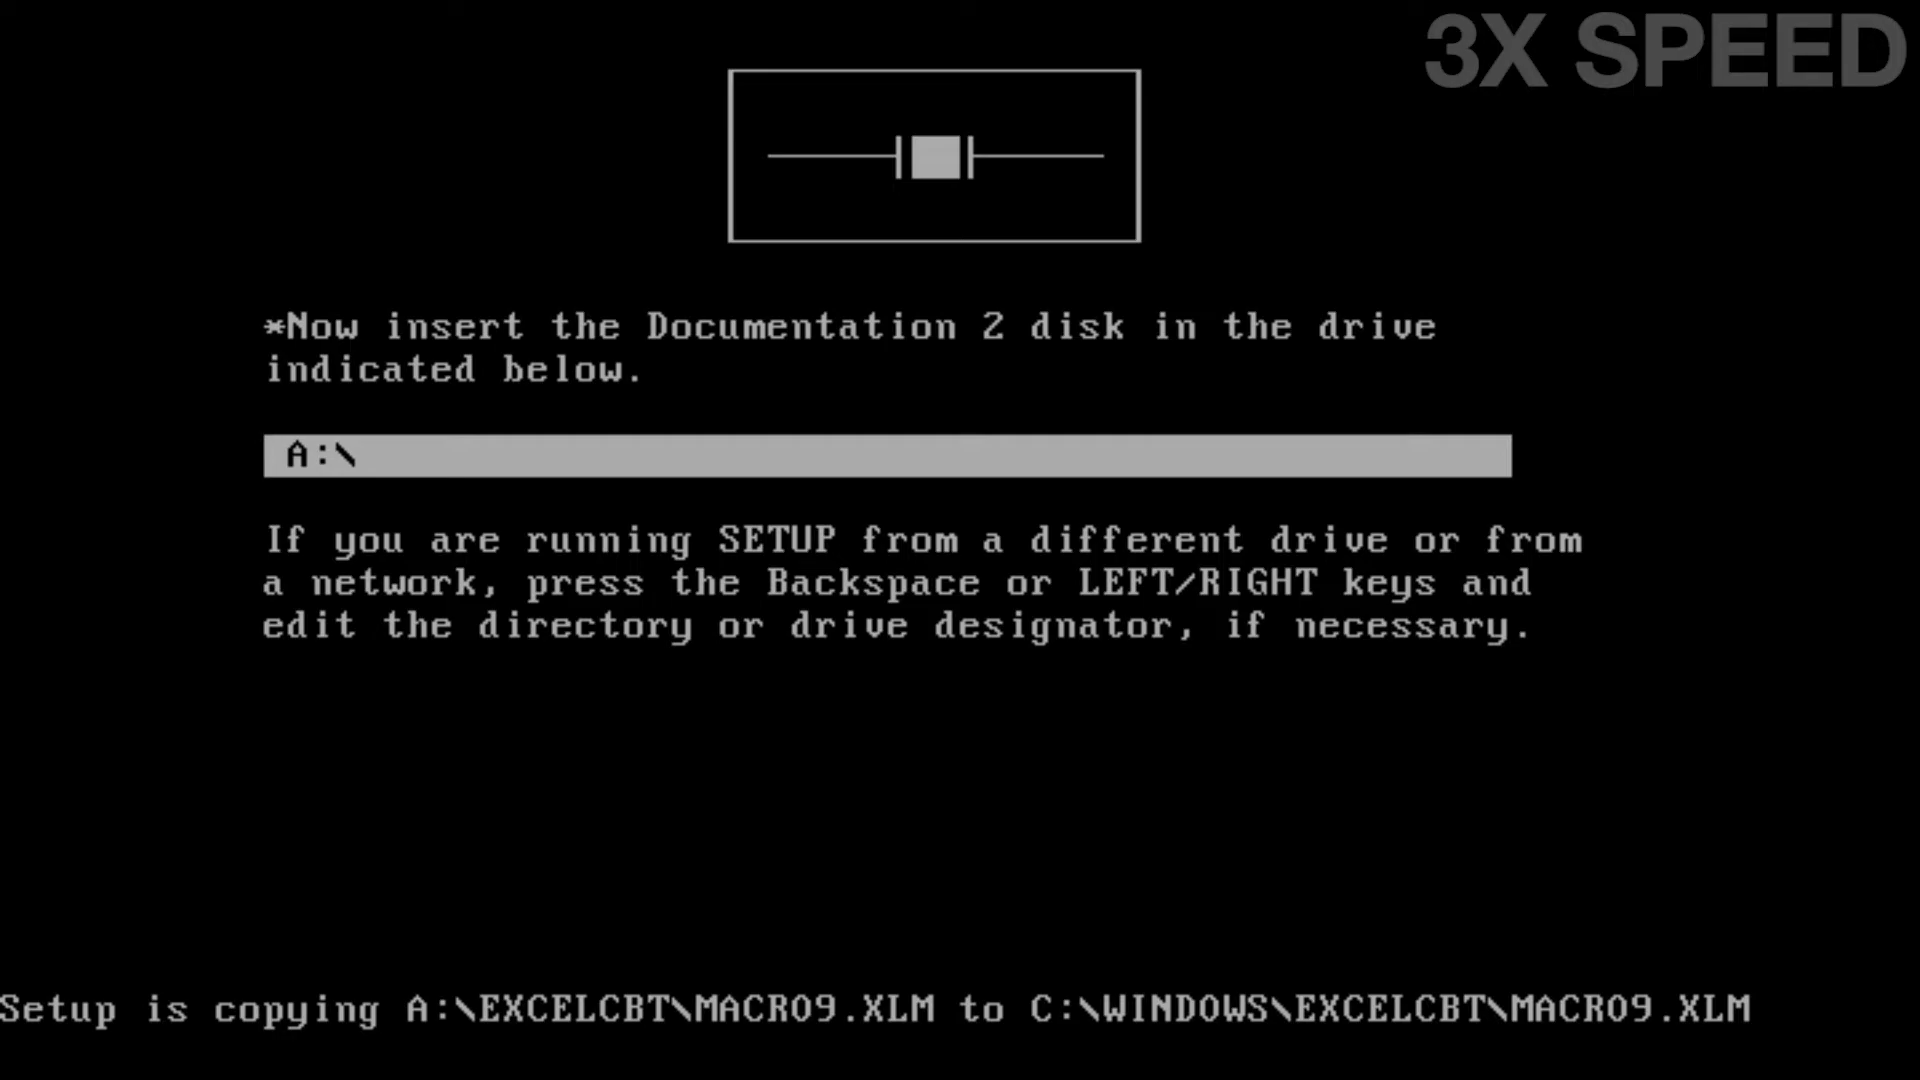 3X SPEED
*Now insert the Documentation 2 disk in the drive
indicated below.
A:\
If you are running SETUP from a different drive or from
a network, press the Backspace or LEFT/RIGHT keys and
edit the directory or drive designator, if necessary.
Setup is copying A:\EXCELCBT\MACRO9.XLM to C:\WINDOWS\EXCELCBT\MACRO9.XLM